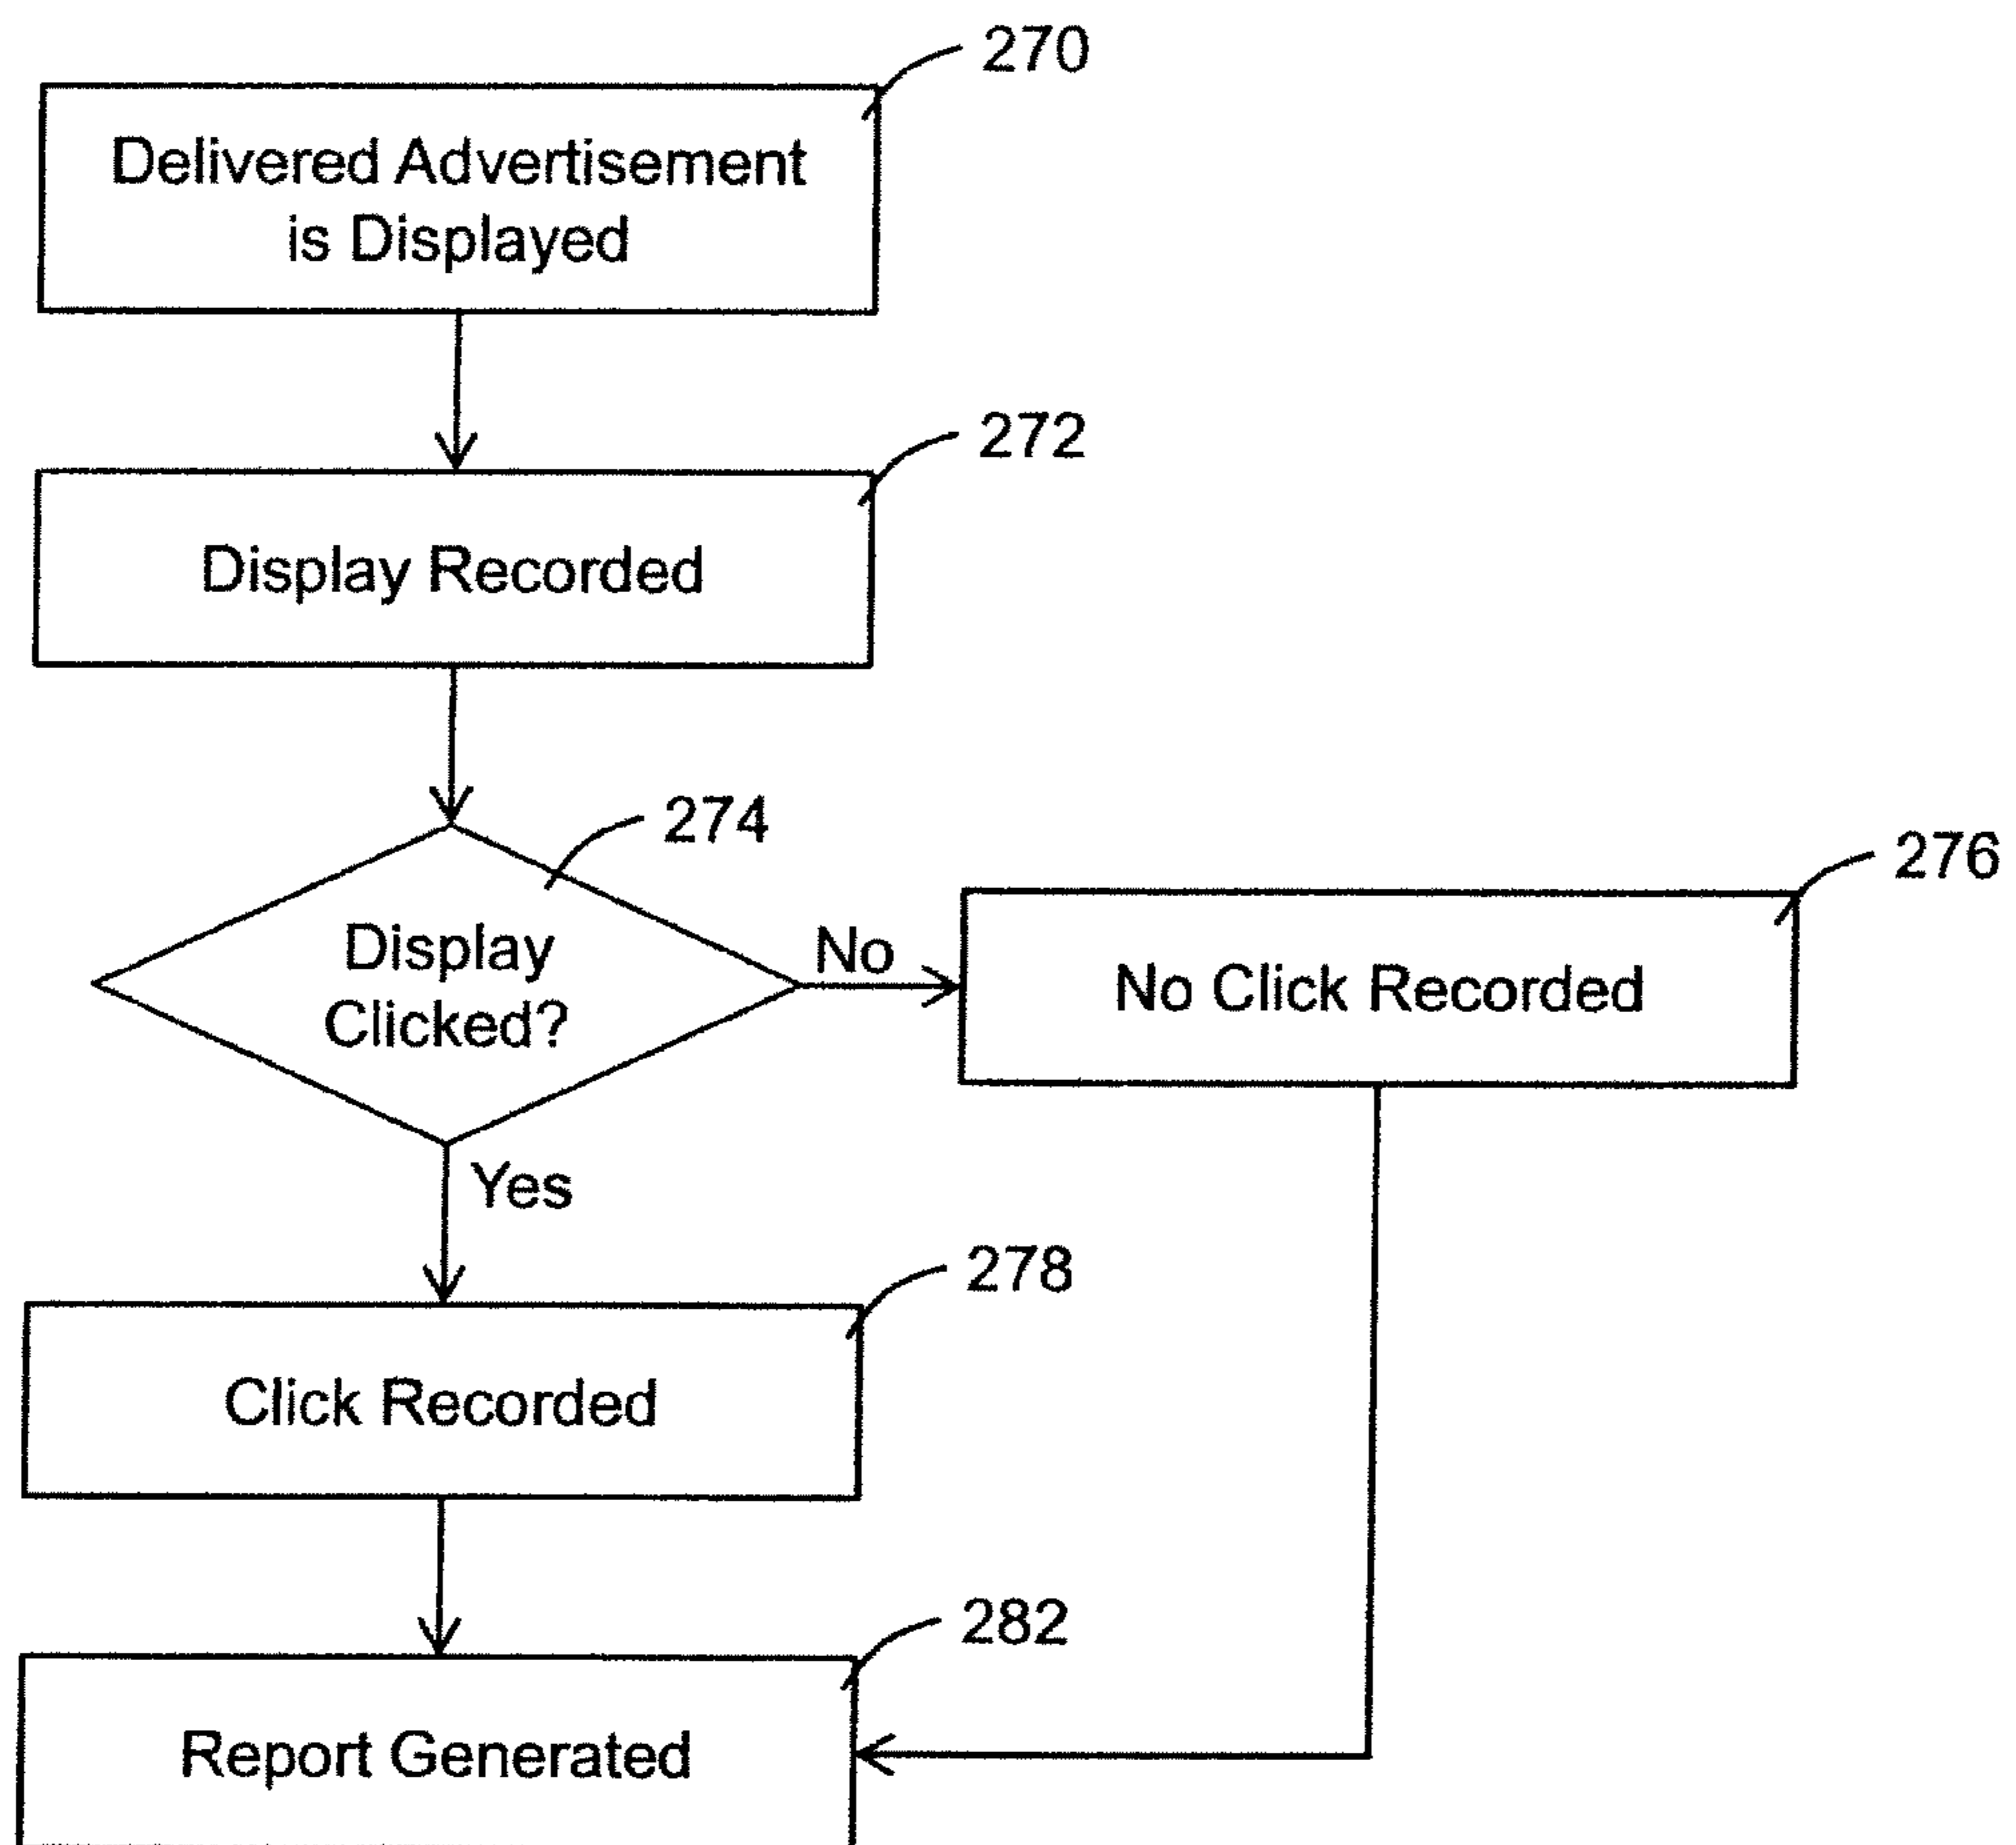 270
Delivered Advertisement
is Displayed
272
Display Recorded
274
Display
Clicked?
No
276
No Click Recorded
Yes
278
Click Recorded
282
Report Generated